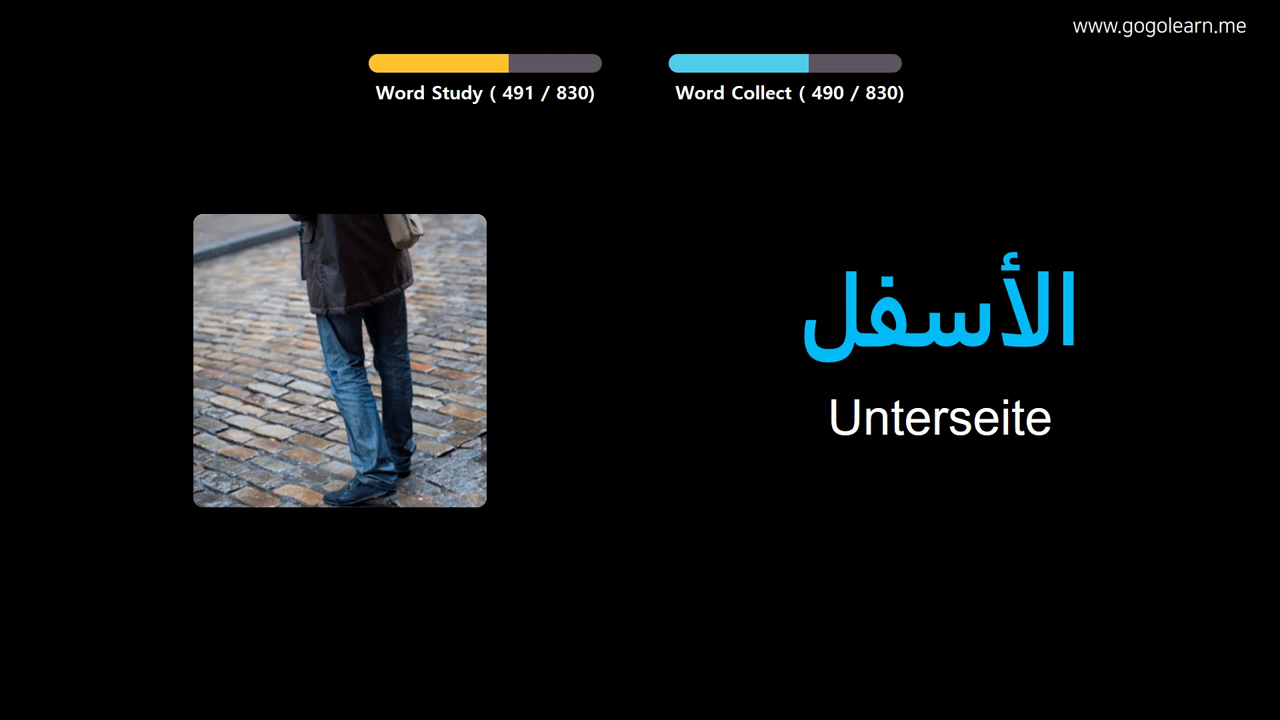 www.gogolearn.me
Word Study ( 491 / 830)
Word Collect ( 490 / 830)
الأسفل
Unterseite